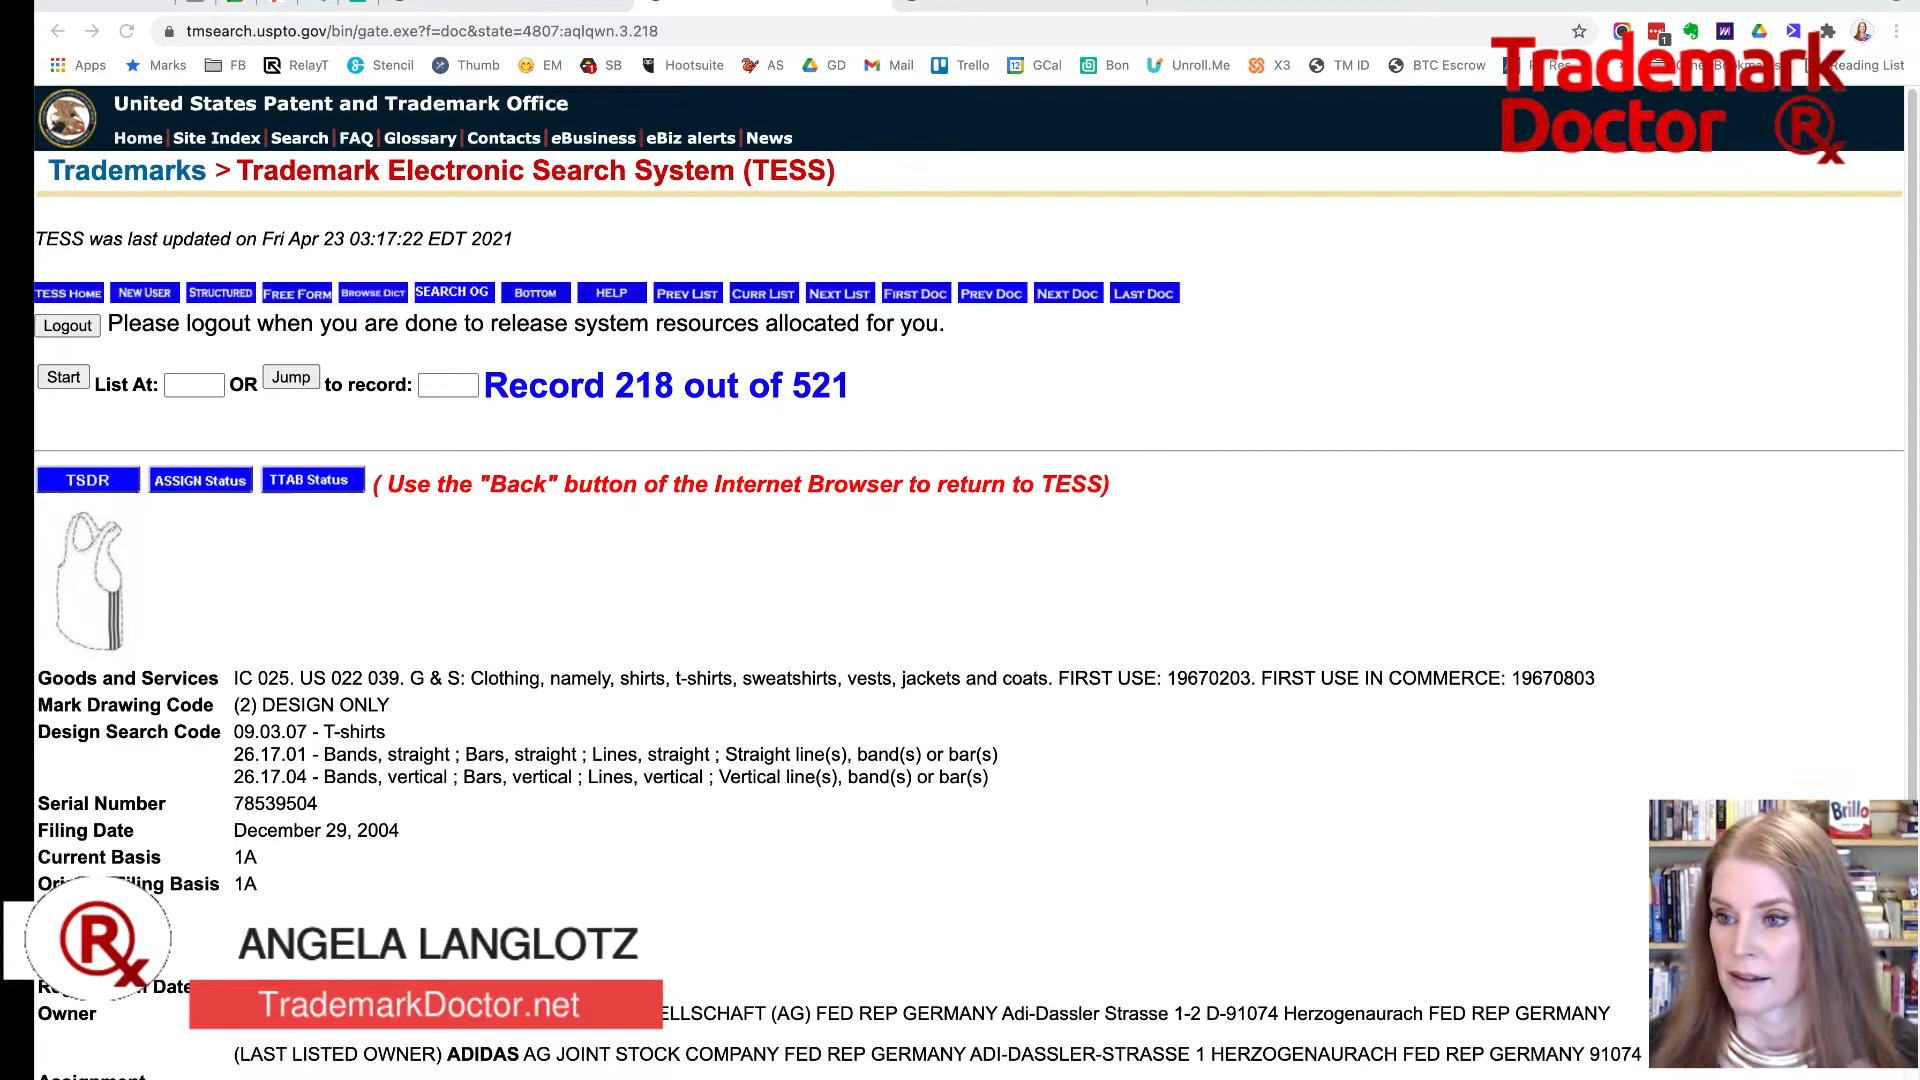 tmsearch.uspto.gov/bin/gate.exe?f=doc&state=4807:aqlqwn.3.218
1
Apps Marks FB RelayT Stencil Thumb EM SB Hootsuite AS GD Mail Trello GCal Bon Unroll.Me X3 TM ID BTC Escrow Reading List
Trademark
Doctor Rx
United States Patent and Trademark Office
Home | Site Index | Search | FAQ | Glossary | Contacts | eBusiness | eBiz alerts | News
Trademarks > Trademark Electronic Search System (TESS)
TESS was last updated on Fri Apr 23 03:17:22 EDT 2021
TESS HOME NEW USER STRUCTURED FREE FORM BROWSE DICT SEARCH OG BOTTOM HELP PREV LIST CURR LIST NEXT LIST FIRST DOC PREV DOC NEXT DOC LAST DOC
Logout Please logout when you are done to release system resources allocated for you.
Start List At: OR Jump to record: Record 218 out of 521
TSDR ASSIGN Status TTAB Status ( Use the "Back" button of the Internet Browser to return to TESS)
Goods and Services IC 025. US 022 039. G & S: Clothing, namely, shirts, t-shirts, sweatshirts, vests, jackets and coats. FIRST USE: 19670203. FIRST USE IN COMMERCE: 19670803
Mark Drawing Code (2) DESIGN ONLY
Design Search Code 09.03.07 - T-shirts
26.17.01 - Bands, straight ; Bars, straight ; Lines, straight ; Straight line(s), band(s) or bar(s)
26.17.04 - Bands, vertical ; Bars, vertical ; Lines, vertical ; Vertical line(s), band(s) or bar(s)
Serial Number 78539504
Filing Date December 29, 2004
Current Basis 1A
Filing Basis 1A
Brillo
Rx
ANGELA LANGLOTZ
TrademarkDoctor.net
Date
Owner ELLSCHAFT (AG) FED REP GERMANY Adi-Dassler Strasse 1-2 D-91074 Herzogenaurach FED REP GERMANY
(LAST LISTED OWNER) ADIDAS AG JOINT STOCK COMPANY FED REP GERMANY ADI-DASSLER-STRASSE 1 HERZOGENAURACH FED REP GERMANY 91074